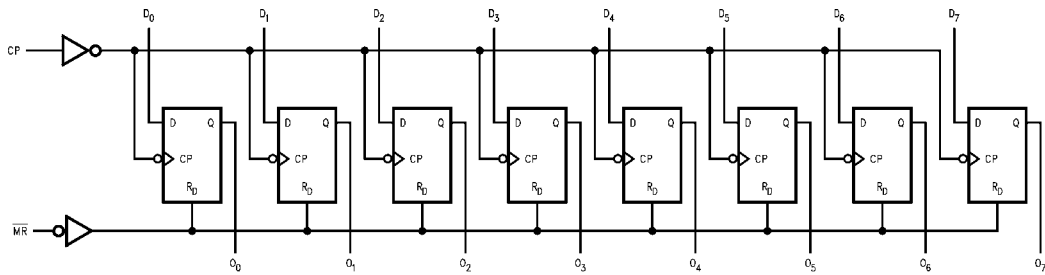 D0 D1 D2 D3 D4 D5 D6 D7
CP
D Q D Q D Q D Q D Q D Q D Q D Q
CP CP CP CP CP CP CP CP
RD RD RD RD RD RD RD RD
M̅R̅
O0 O1 O2 O3 O4 O5 O6 O7